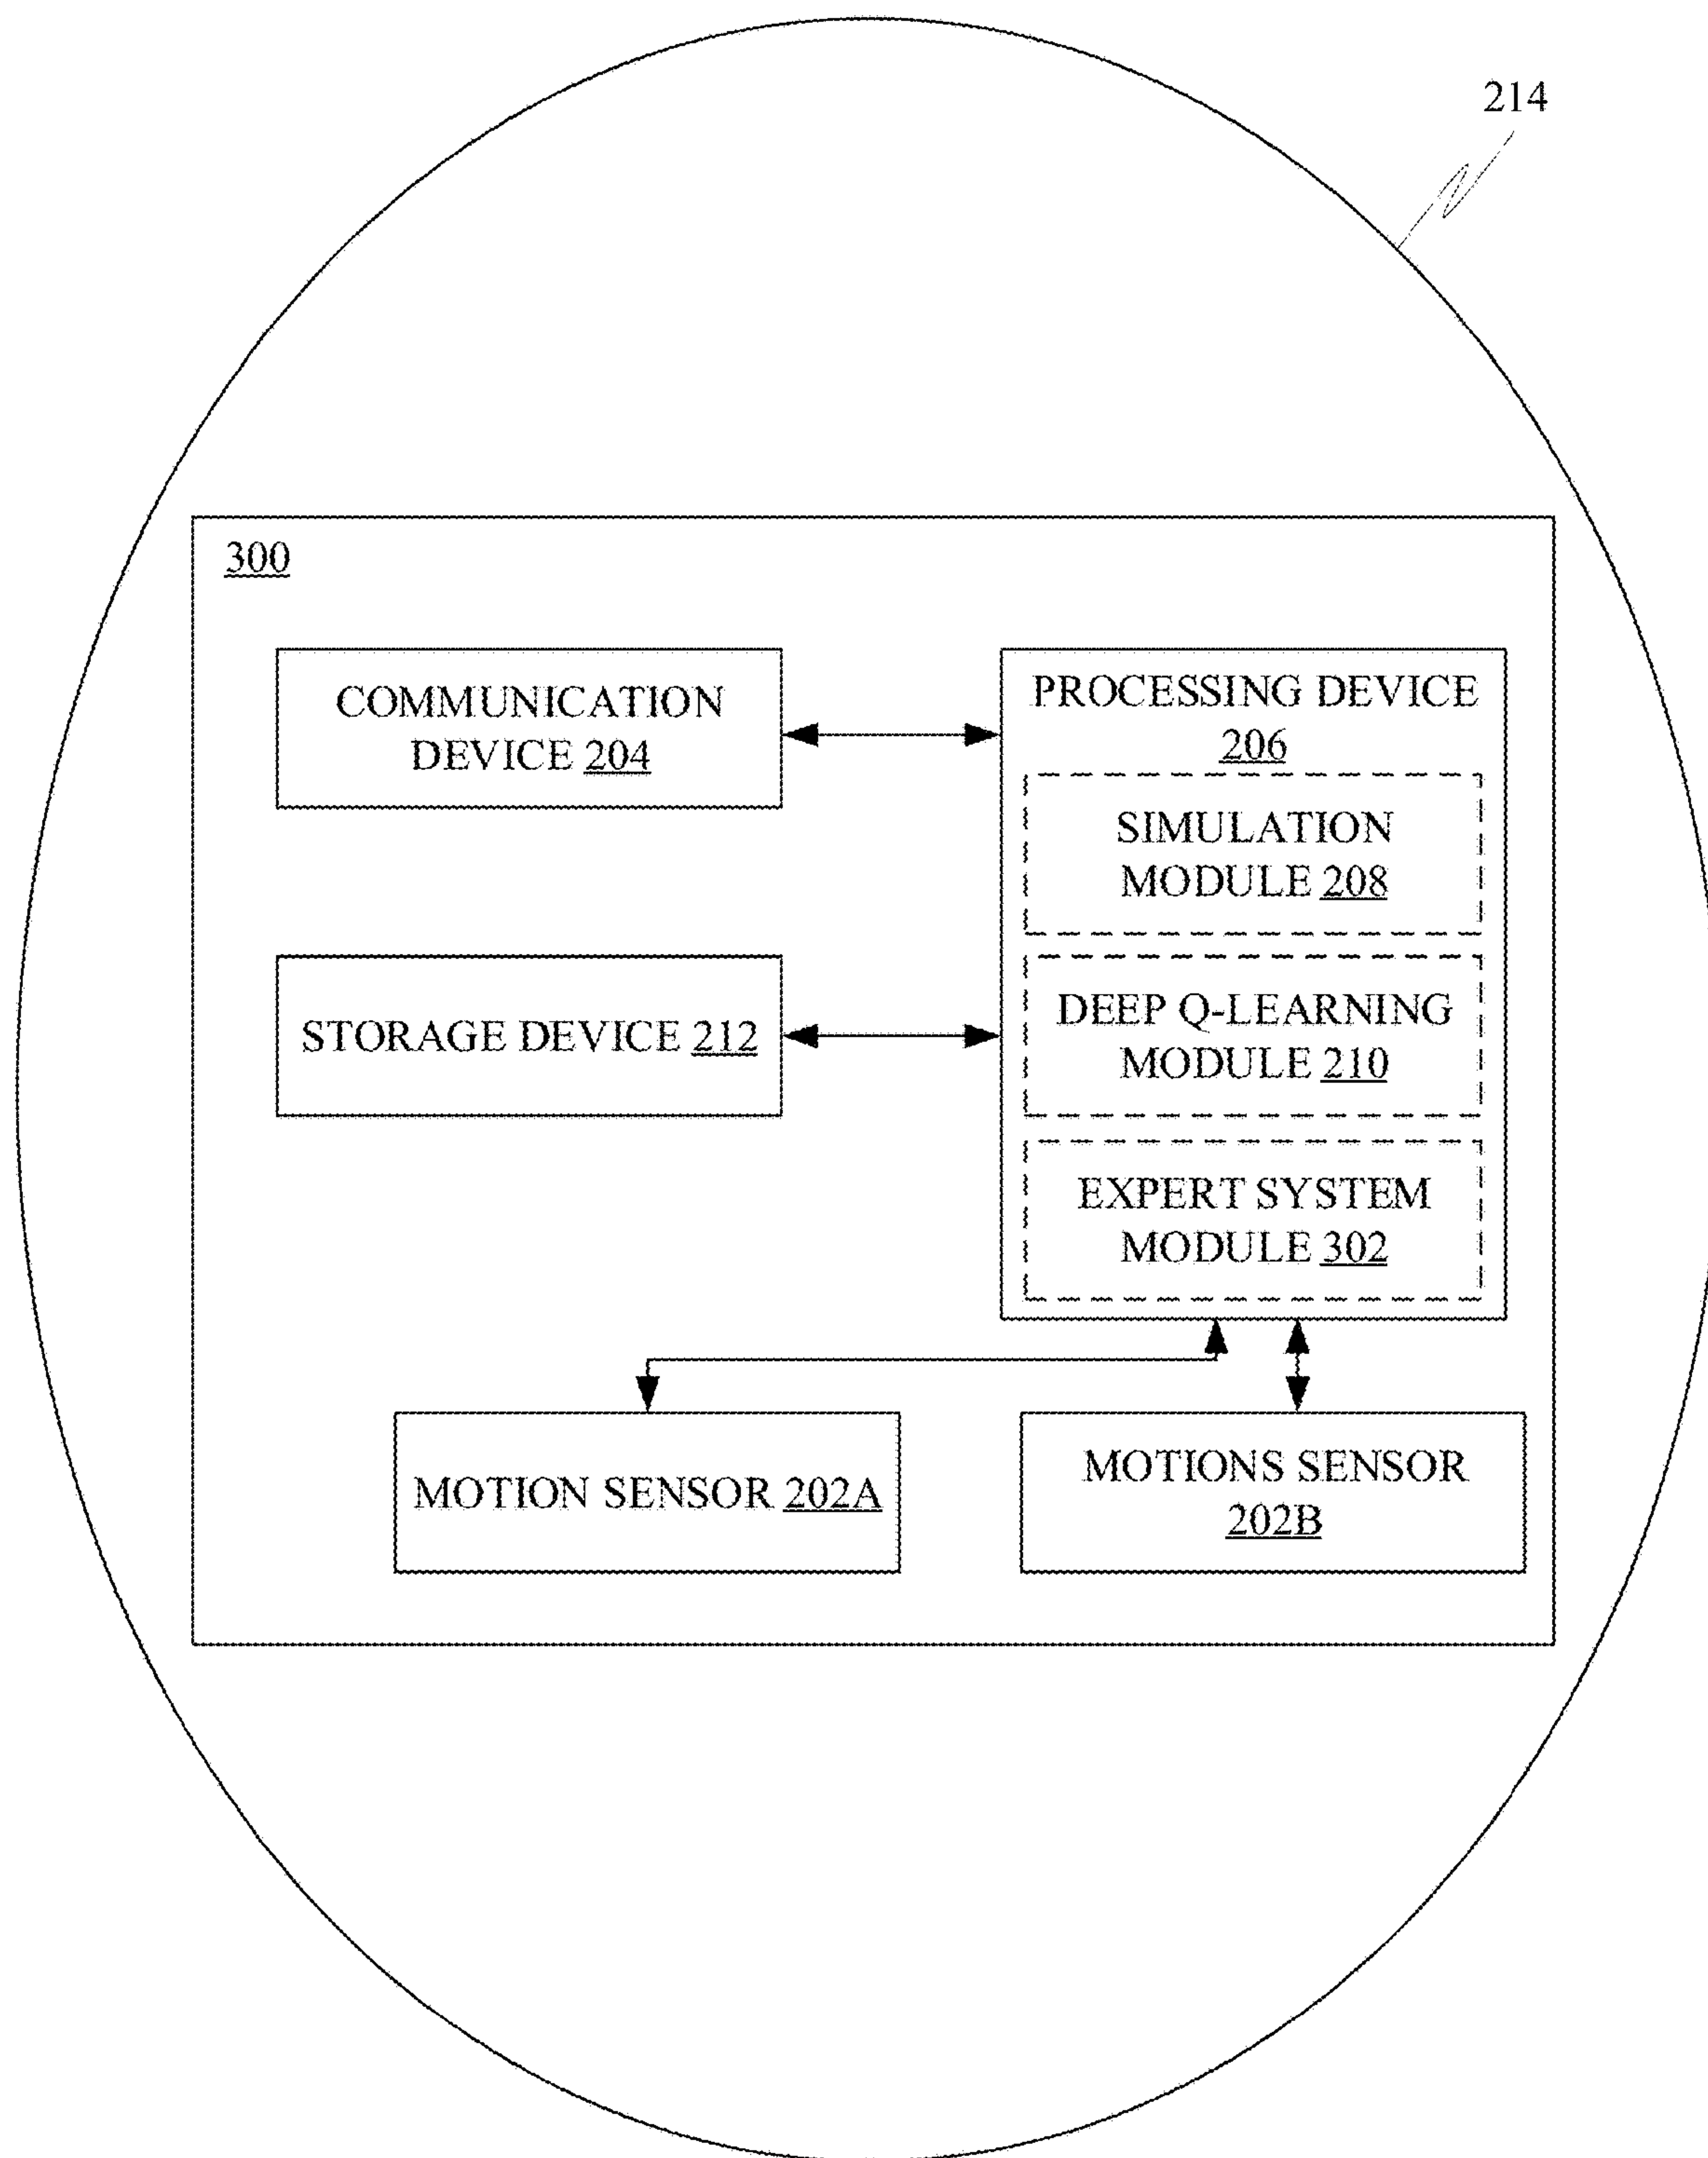 214
300
COMMUNICATION
DEVICE 204
PROCESSING DEVICE
206
SIMULATION
MODULE 208
STORAGE DEVICE 212
DEEP Q-LEARNING
MODULE 210
EXPERT SYSTEM
MODULE 302
MOTION SENSOR 202A
MOTIONS SENSOR
202B